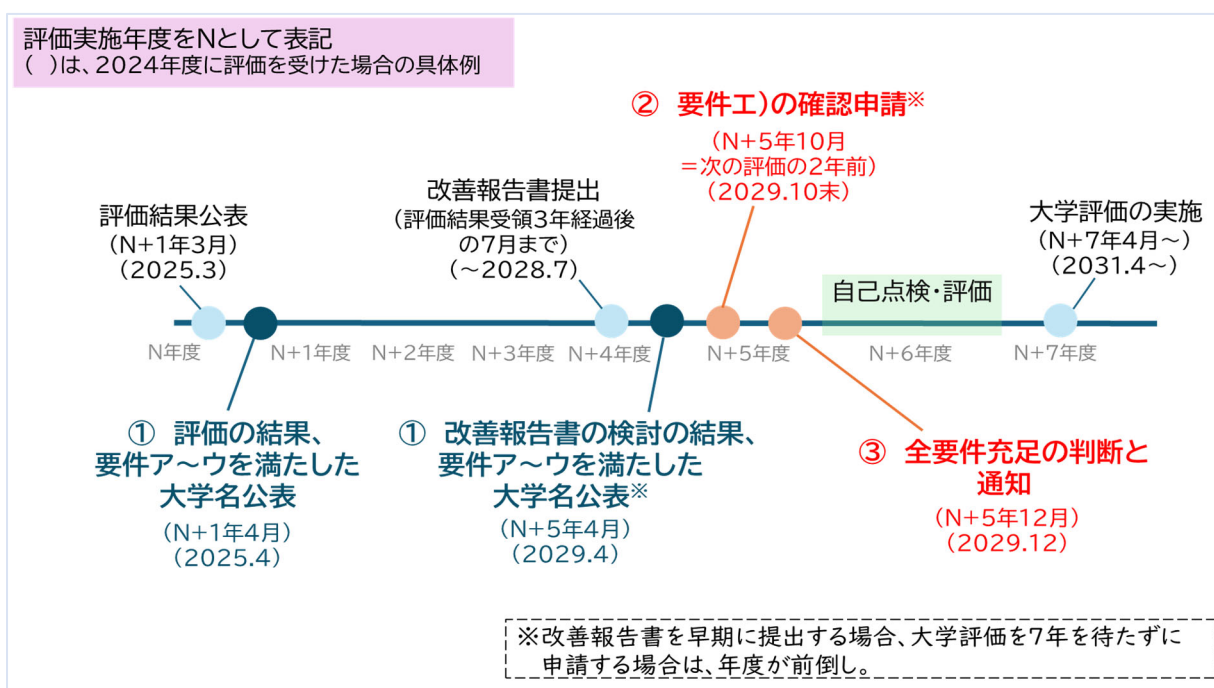 評価実施年度をNとして表記
（　）は、2024年度に評価を受けた場合の具体例
② 要件エ）の確認申請※
（N+5年10月
＝次の評価の2年前）
（2029.10末）
改善報告書提出
（評価結果受領3年経過後
の7月まで）
（～2028.7）
評価結果公表
（N+1年3月）
（2025.3）
大学評価の実施
（N+7年4月～）
（2031.4～）
自己点検・評価
N年度
N+1年度
N+2年度
N+3年度
N+4年度
N+5年度
N+6年度
N+7年度
① 評価の結果、
要件ア～ウを満たした
大学名公表
（N+1年4月）
（2025.4）
① 改善報告書の検討の結果、
要件ア～ウを満たした
大学名公表※
（N+5年4月）
（2029.4）
③ 全要件充足の判断と
通知
（N+5年12月）
（2029.12）
※改善報告書を早期に提出する場合、大学評価を7年を待たずに
申請する場合は、年度が前倒し。